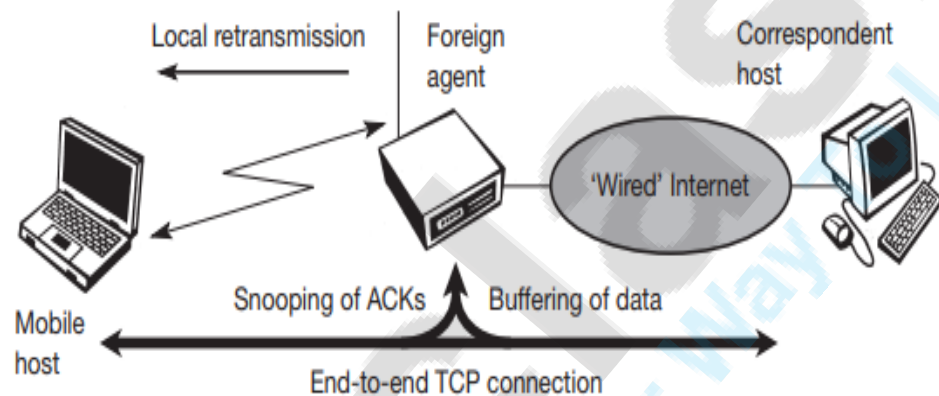 Local retransmission
Foreign
agent
Correspondent
host
'Wired' Internet
Snooping of ACKs
Buffering of data
Mobile
host
End-to-end TCP connection